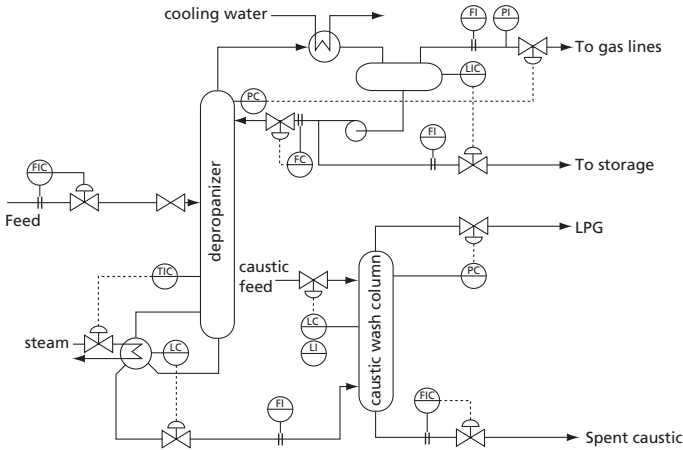 cooling water
FI
PI
To gas lines
LIC
PC
FI
FC
To storage
FIC
Feed
depropanizer
LPG
TIC
caustic
feed
caustic wash column
PC
steam
LC
LC
LI
FI
FIC
Spent caustic